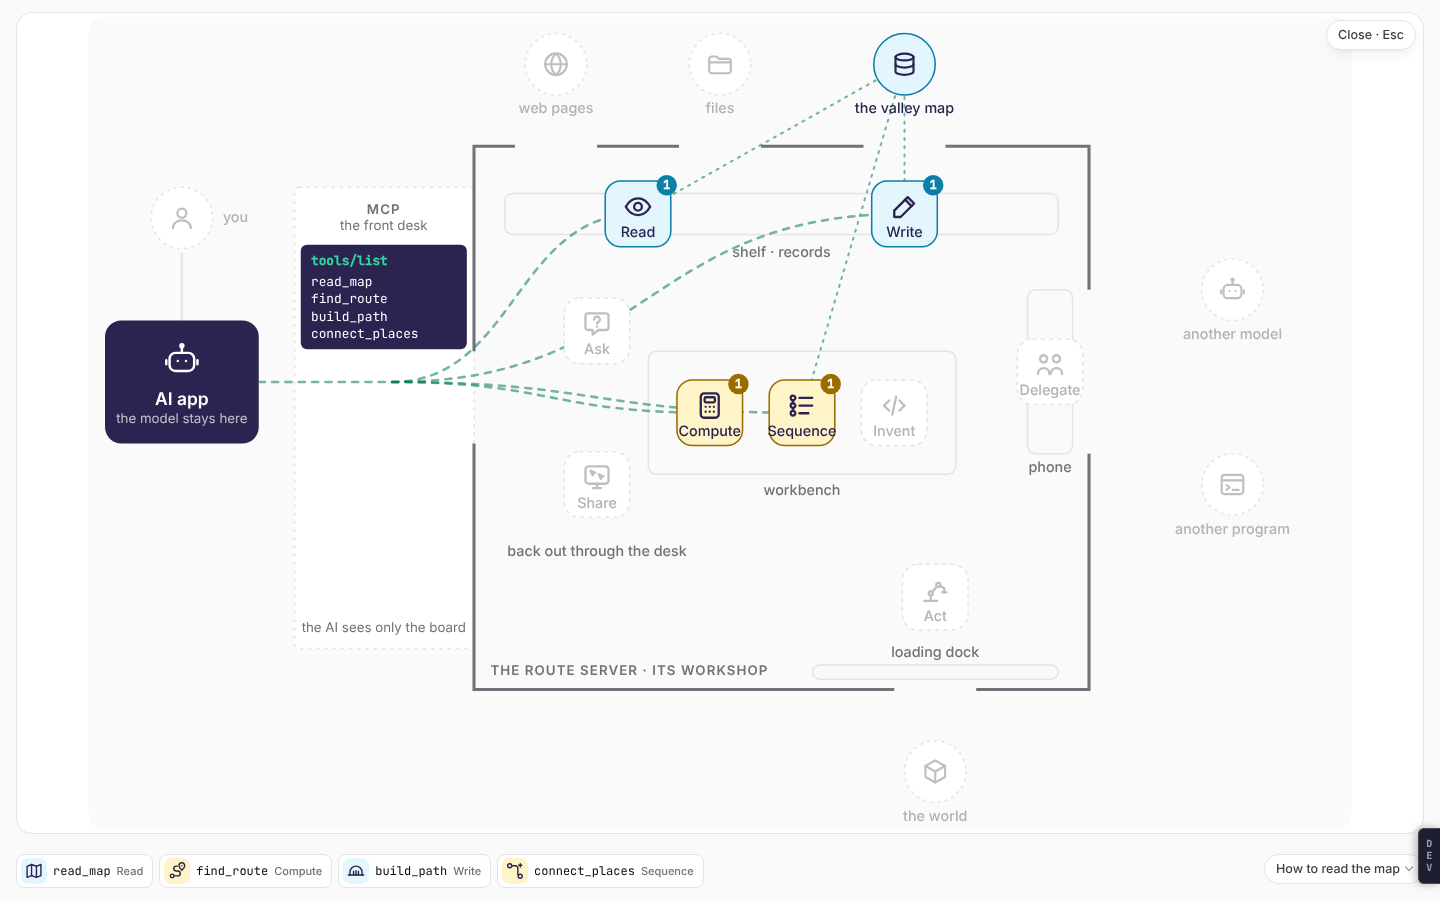 Close · Esc
web pages
files
the valley map
you
MCP
the front desk
tools/list
read_map
find_route
build_path
connect_places
1
Read
1
Write
shelf · records
Ask
another model
AI app
the model stays here
Delegate
1
Compute
1
Sequence
Invent
phone
workbench
Share
another program
back out through the desk
Act
the AI sees only the board
loading dock
THE ROUTE SERVER · ITS WORKSHOP
the world
read_map Read
find_route Compute
build_path Write
connect_places Sequence
How to read the map
DEV